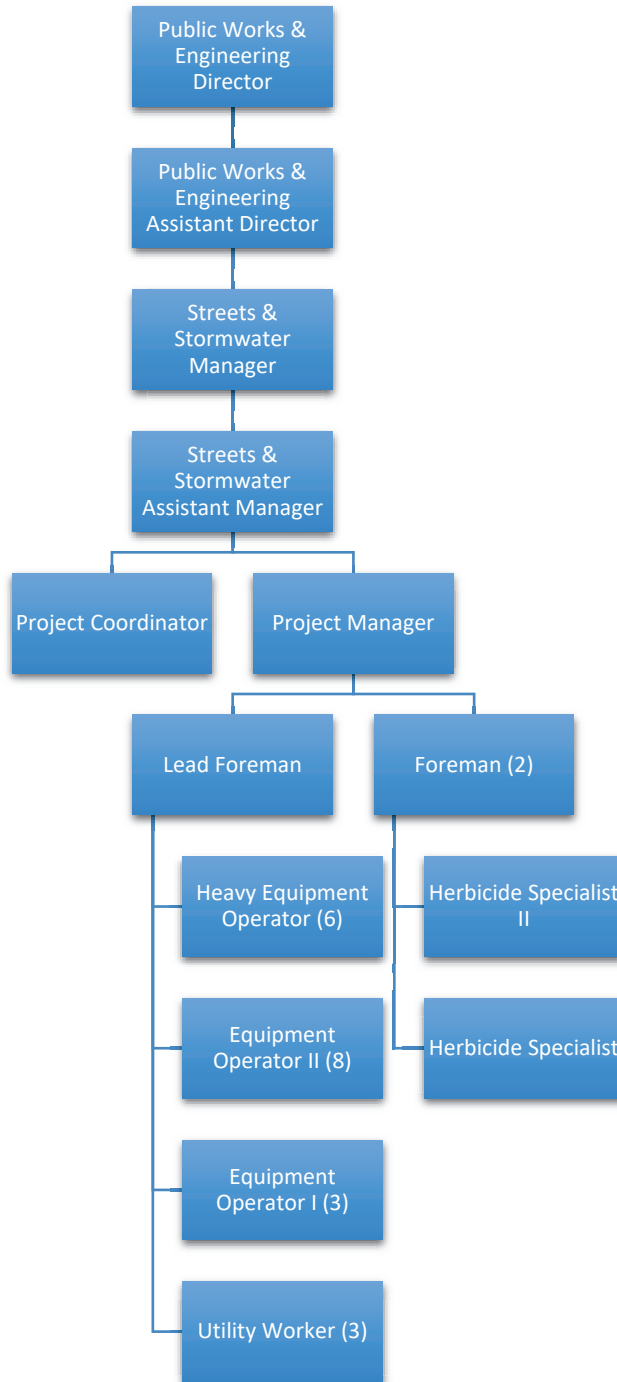 Public Works &
Engineering
Director
Public Works &
Engineering
Assistant Director
Streets &
Stormwater
Manager
Streets &
Stormwater
Assistant Manager
Project Coordinator
Project Manager
Lead Foreman
Foreman (2)
Heavy Equipment
Operator (6)
Herbicide Specialist
II
Equipment
Operator II (8)
Herbicide Specialist
Equipment
Operator I (3)
Utility Worker (3)